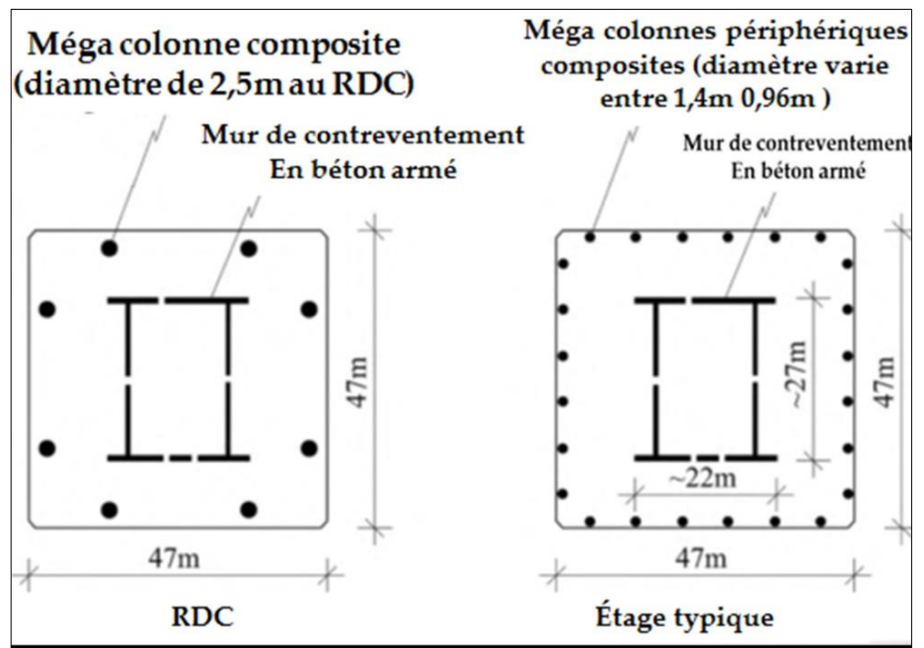 Méga colonne composite
(diamètre de 2,5m au RDC)
Mur de contreventement
En béton armé
47m
47m
RDC
Méga colonnes périphériques
composites (diamètre varie
entre 1,4m 0,96m )
Mur de contreventement
En béton armé
~27m
47m
~22m
47m
Étage typique